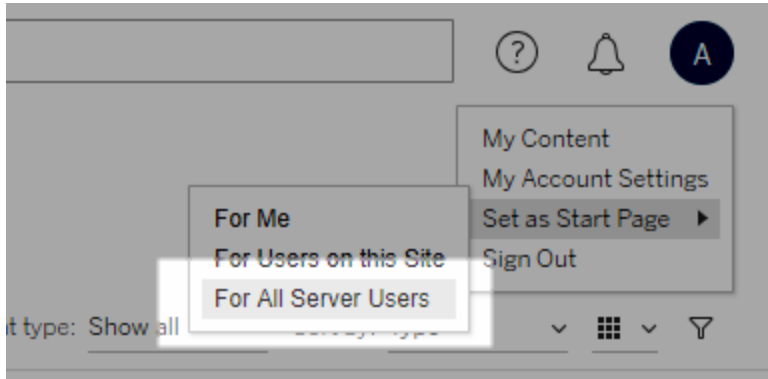 A
My Content
My Account Settings
Set as Start Page
Sign Out
For Me
For Users on this Site
For All Server Users
t type: Show all